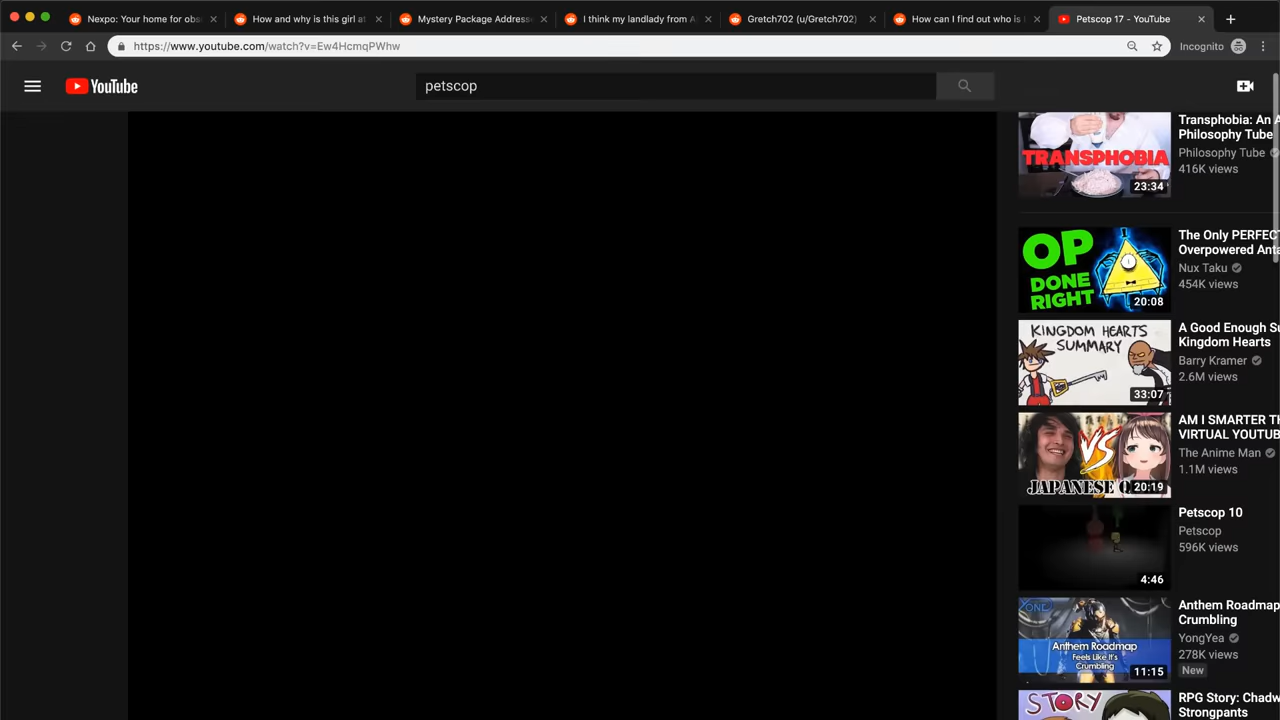 Nexpo: Your home for obs
How and why is this girl at
Mystery Package Addresse
I think my landlady from A
Gretch702 (u/Gretch702)
How can I find out who is
Petscop 17 - YouTube
https://www.youtube.com/watch?v=Ew4HcmqPWhw
Incognito
YouTube
petscop
TRANSPHOBIA
23:34
Transphobia: An A
Philosophy Tube
Philosophy Tube
416K views
OP
DONE
RIGHT
20:08
The Only PERFECT
Overpowered Anta
Nux Taku
454K views
KINGDOM HEARTS
SUMMARY
33:07
A Good Enough Su
Kingdom Hearts
Barry Kramer
2.6M views
VS
JAPANESE Q
20:19
AM I SMARTER TH
VIRTUAL YOUTUB
The Anime Man
1.1M views
4:46
Petscop 10
Petscop
596K views
Anthem Roadmap
Feels Like It's
Crumbling
11:15
Anthem Roadmap
Crumbling
YongYea
278K views
New
STORY
RPG Story: Chadw
Strongpants